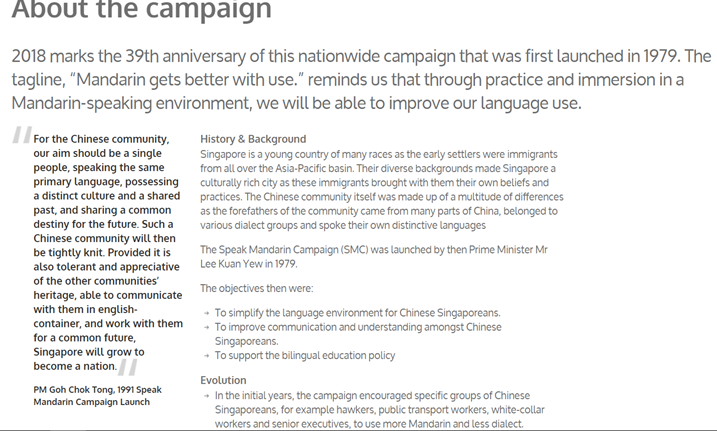 About the campaign
2018 marks the 39th anniversary of this nationwide campaign that was first launched in 1979. The
tagline, “Mandarin gets better with use.” reminds us that through practice and immersion in a
Mandarin-speaking environment, we will be able to improve our language use.
"For the Chinese community,
our aim should be a single
people, speaking the same
primary language, possessing
a distinct culture and a shared
past, and sharing a common
destiny for the future. Such a
Chinese community will then
be tightly knit. Provided it is
also tolerant and appreciative
of the other communities’
heritage, able to communicate
with them in english-
container, and work with them
for a common future,
Singapore will grow to
become a nation."
PM Goh Chok Tong, 1991 Speak
Mandarin Campaign Launch
History & Background
Singapore is a young country of many races as the early settlers were immigrants
from all over the Asia-Pacific basin. Their diverse backgrounds made Singapore a
culturally rich city as these immigrants brought with them their own beliefs and
practices. The Chinese community itself was made up of a multitude of differences
as the forefathers of the community came from many parts of China, belonged to
various dialect groups and spoke their own distinctive languages
The Speak Mandarin Campaign (SMC) was launched by then Prime Minister Mr
Lee Kuan Yew in 1979.
The objectives then were:
→ To simplify the language environment for Chinese Singaporeans.
→ To improve communication and understanding amongst Chinese
Singaporeans.
→ To support the bilingual education policy
Evolution
→ In the initial years, the campaign encouraged specific groups of Chinese
Singaporeans, for example hawkers, public transport workers, white-collar
workers and senior executives, to use more Mandarin and less dialect.